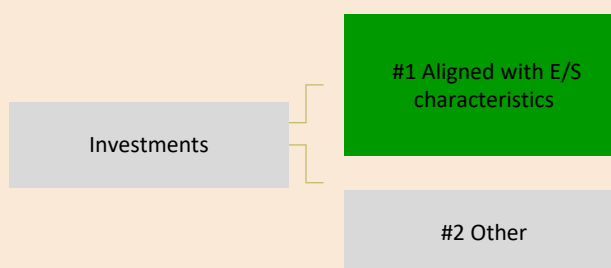 #1 Aligned with E/S
characteristics
Investments
#2 Other